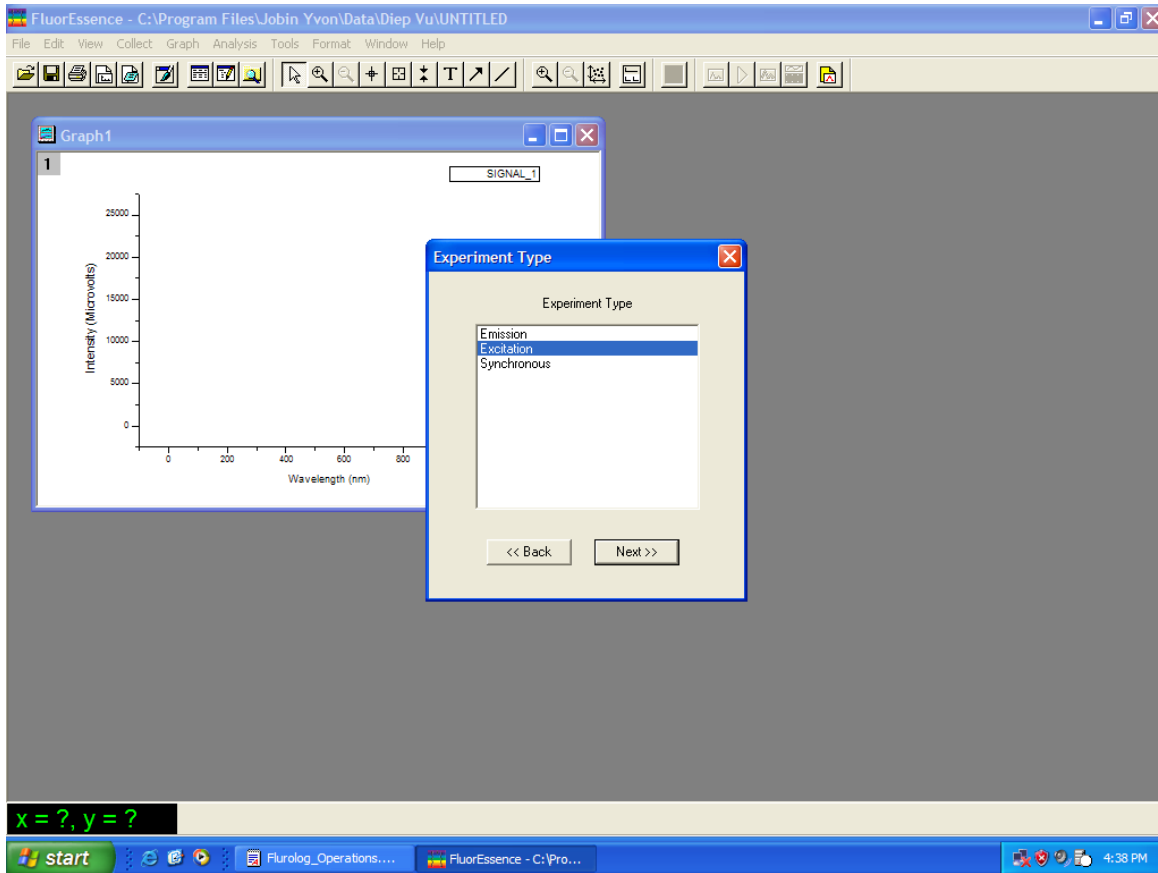 FluorEssence - C:\Program Files\Jobin Yvon\Data\Diep Vu\UNTITLED
File Edit View Collect Graph Analysis Tools Format Window Help
T
Graph1
1
SIGNAL_1
25000
20000
15000
10000
5000
0
Intensity (Microvolts)
0 200 400 600 800
Wavelength (nm)
Experiment Type
Experiment Type
Emission
Excitation
Synchronous
<< Back Next >>
x = ?, y = ?
start Flurolog_Operations.... FluorEssence - C:\Pro... 4:38 PM